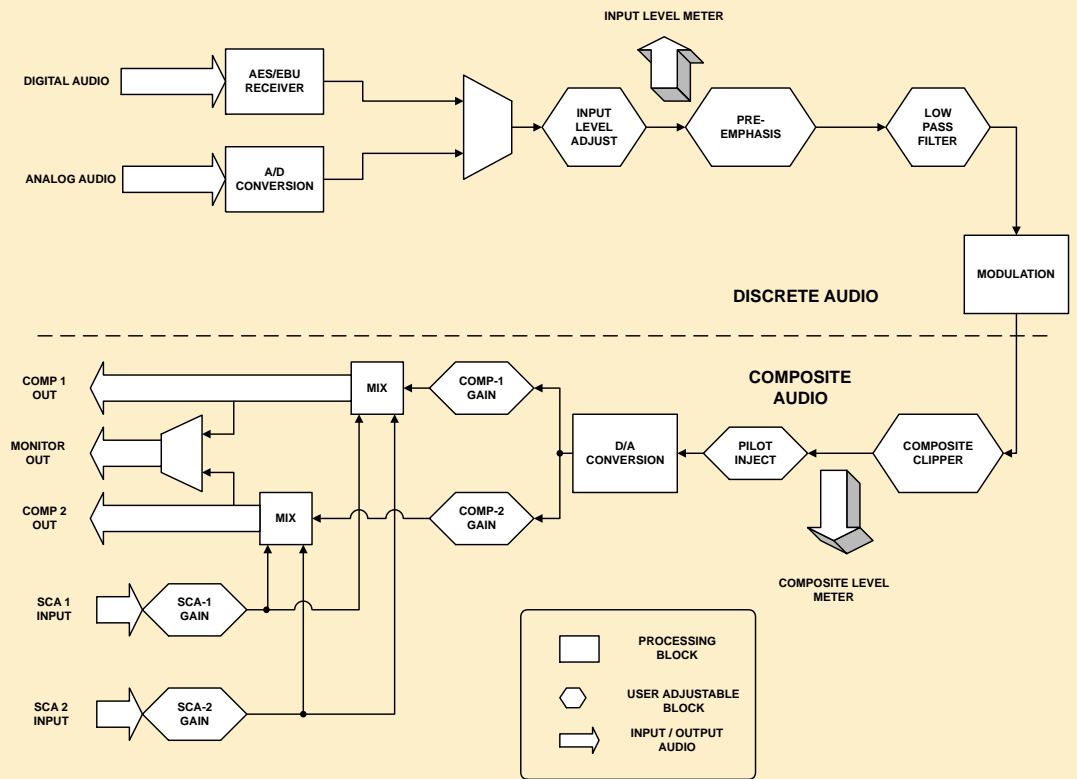 INPUT LEVEL METER
DIGITAL AUDIO
AES/EBU
RECEIVER
INPUT
LEVEL
ADJUST
PRE-
EMPHASIS
LOW
PASS
FILTER
ANALOG AUDIO
A/D
CONVERSION
MODULATION
DISCRETE AUDIO
COMP 1
OUT
MIX
COMP-1
GAIN
COMPOSITE
AUDIO
MONITOR
OUT
D/A
CONVERSION
PILOT
INJECT
COMPOSITE
CLIPPER
COMP 2
OUT
MIX
COMP-2
GAIN
COMPOSITE LEVEL
METER
SCA 1
INPUT
SCA-1
GAIN
SCA 2
INPUT
SCA-2
GAIN
PROCESSING
BLOCK
USER ADJUSTABLE
BLOCK
INPUT / OUTPUT
AUDIO